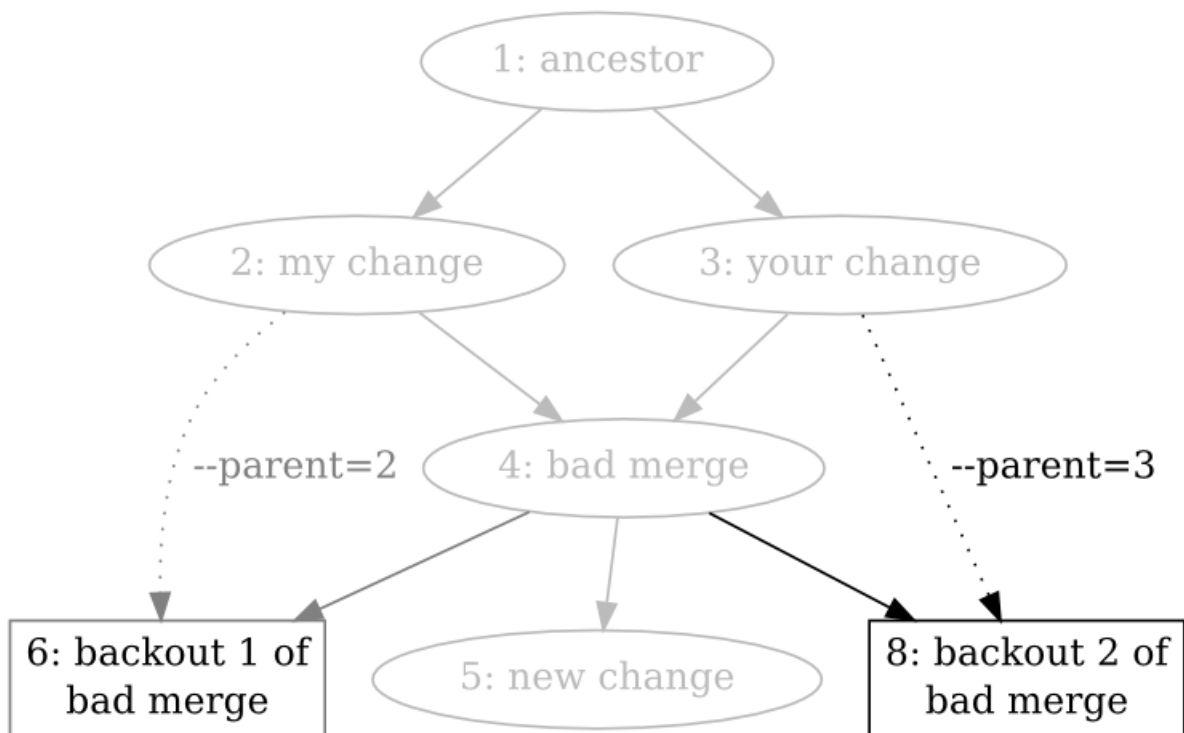 1: ancestor
2: my change
3: your change
--parent=2
4: bad merge
--parent=3
6: backout 1 of
bad merge
5: new change
8: backout 2 of
bad merge